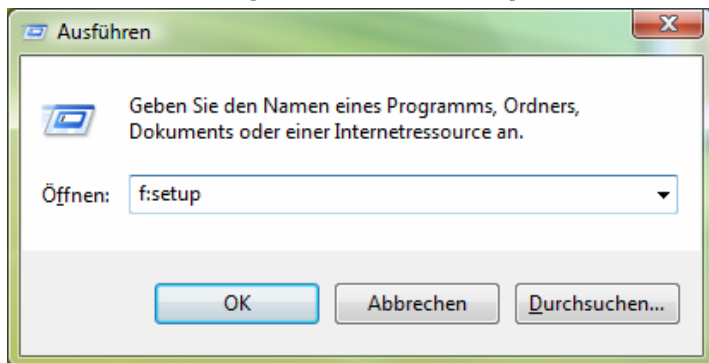 Ausführen
Geben Sie den Namen eines Programms, Ordners,
Dokuments oder einer Internetressource an.
Öffnen: f:setup
OK Abbrechen Durchsuchen...